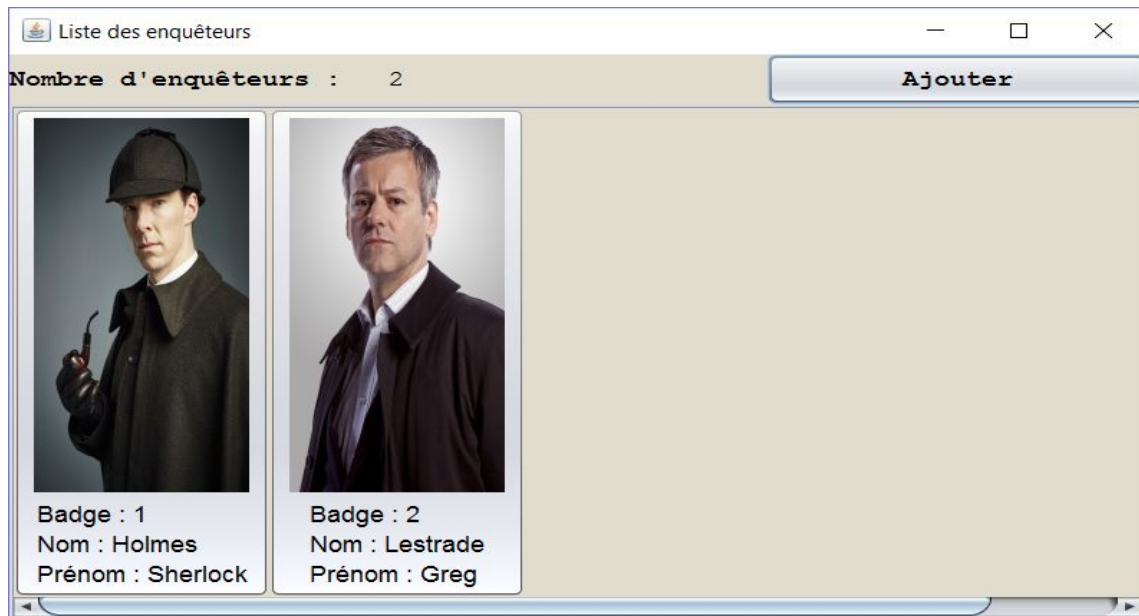 Liste des enquêteurs
Nombre d'enquêteurs : 2
Ajouter
Badge : 1
Nom : Holmes
Prénom : Sherlock
Badge : 2
Nom : Lestrade
Prénom : Greg